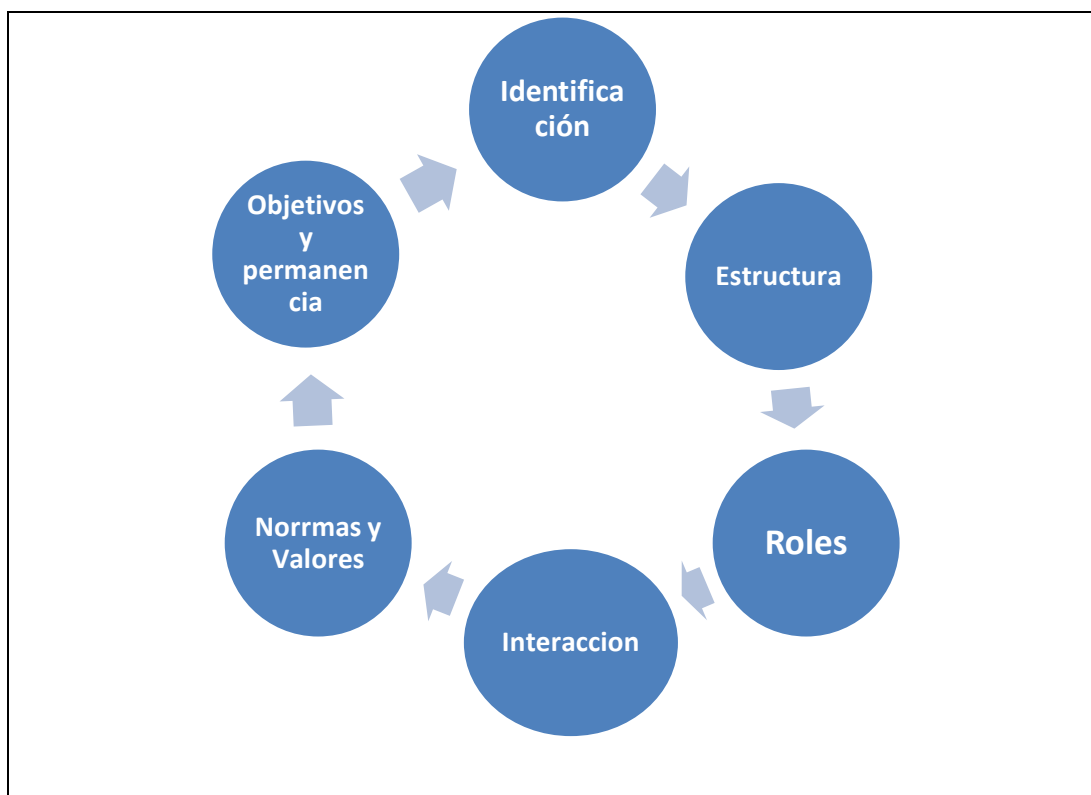 Identifica
ción
Estructura
Roles
Interaccion
Norrmas y
Valores
Objetivos
y
permanen
cia